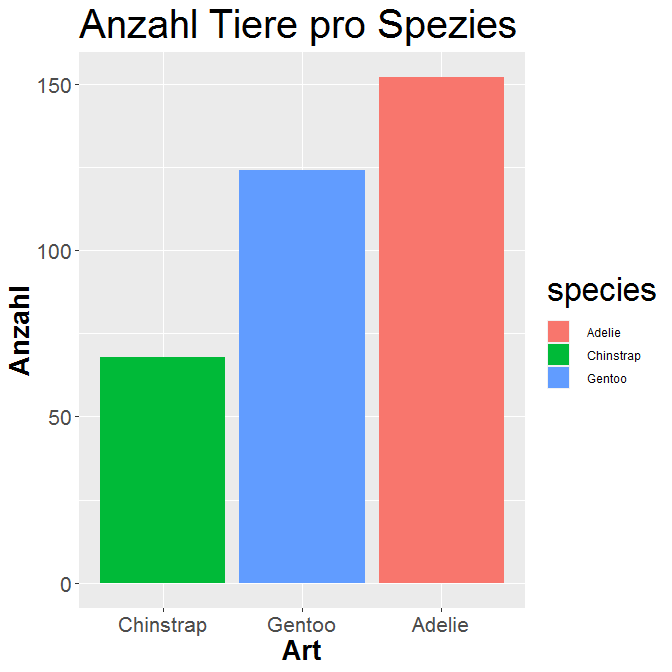 Anzahl Tiere pro Spezies
Anzahl
150
100
50
0
Chinstrap Gentoo Adelie
Art
species
Adelie
Chinstrap
Gentoo